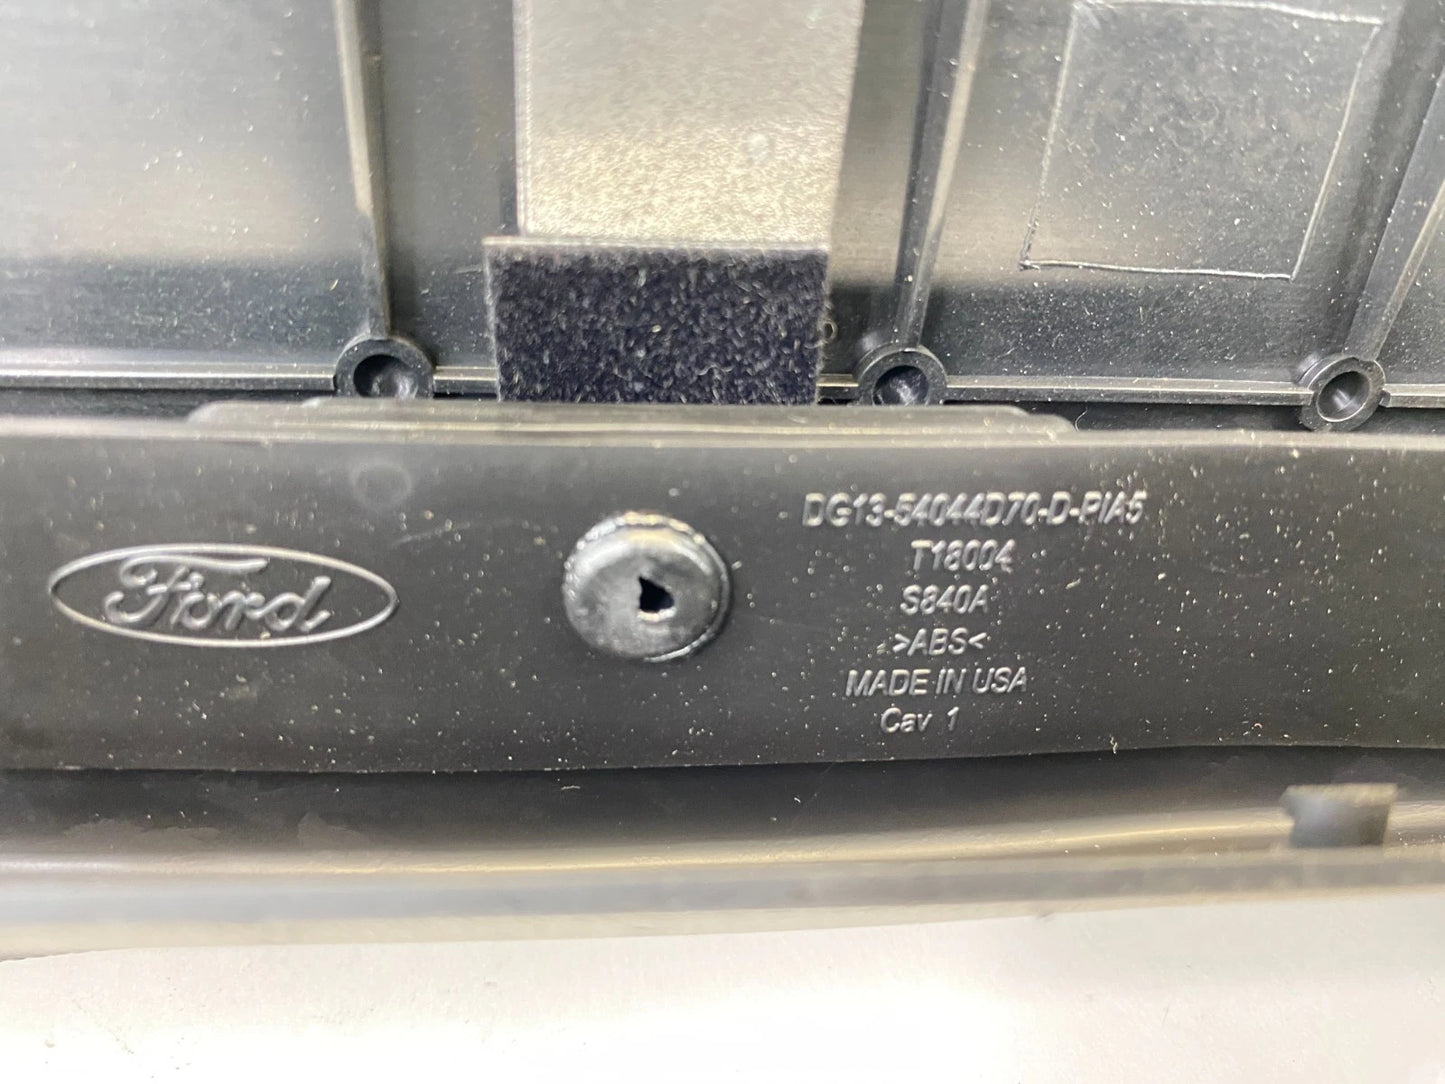 Ford
DG13-54044D70-D-PIA5
T18004
S840A
>ABS<
MADE IN USA
Cav 1